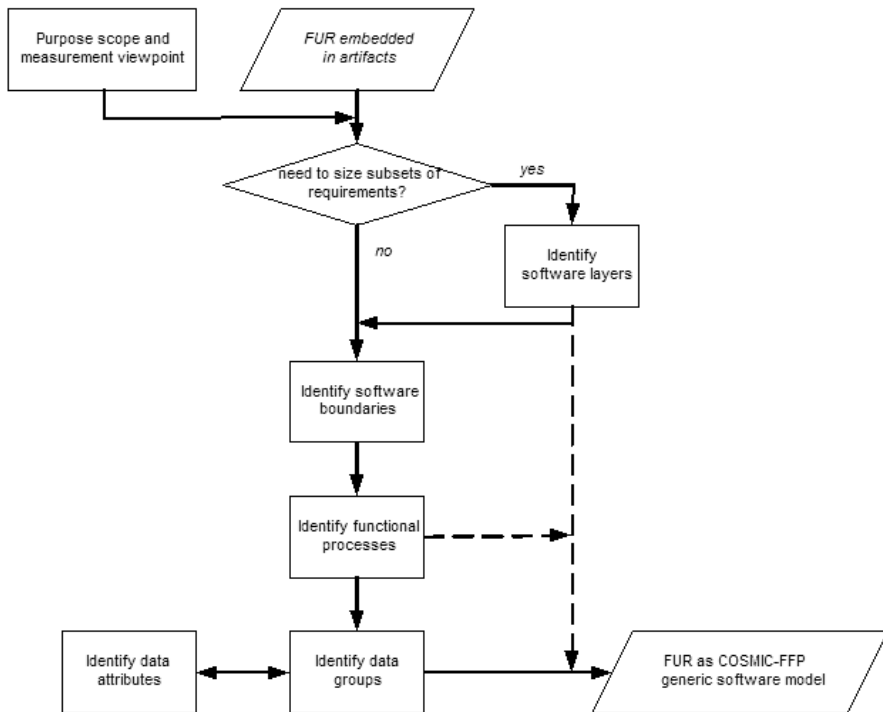 Purpose scope and
measurement viewpoint
FUR embedded
in artifacts
need to size subsets of
requirements?
yes
no
Identify
software layers
Identify software
boundaries
Identify functional
processes
Identify data
attributes
Identify data
groups
FUR as COSMIC-FFP
generic software model